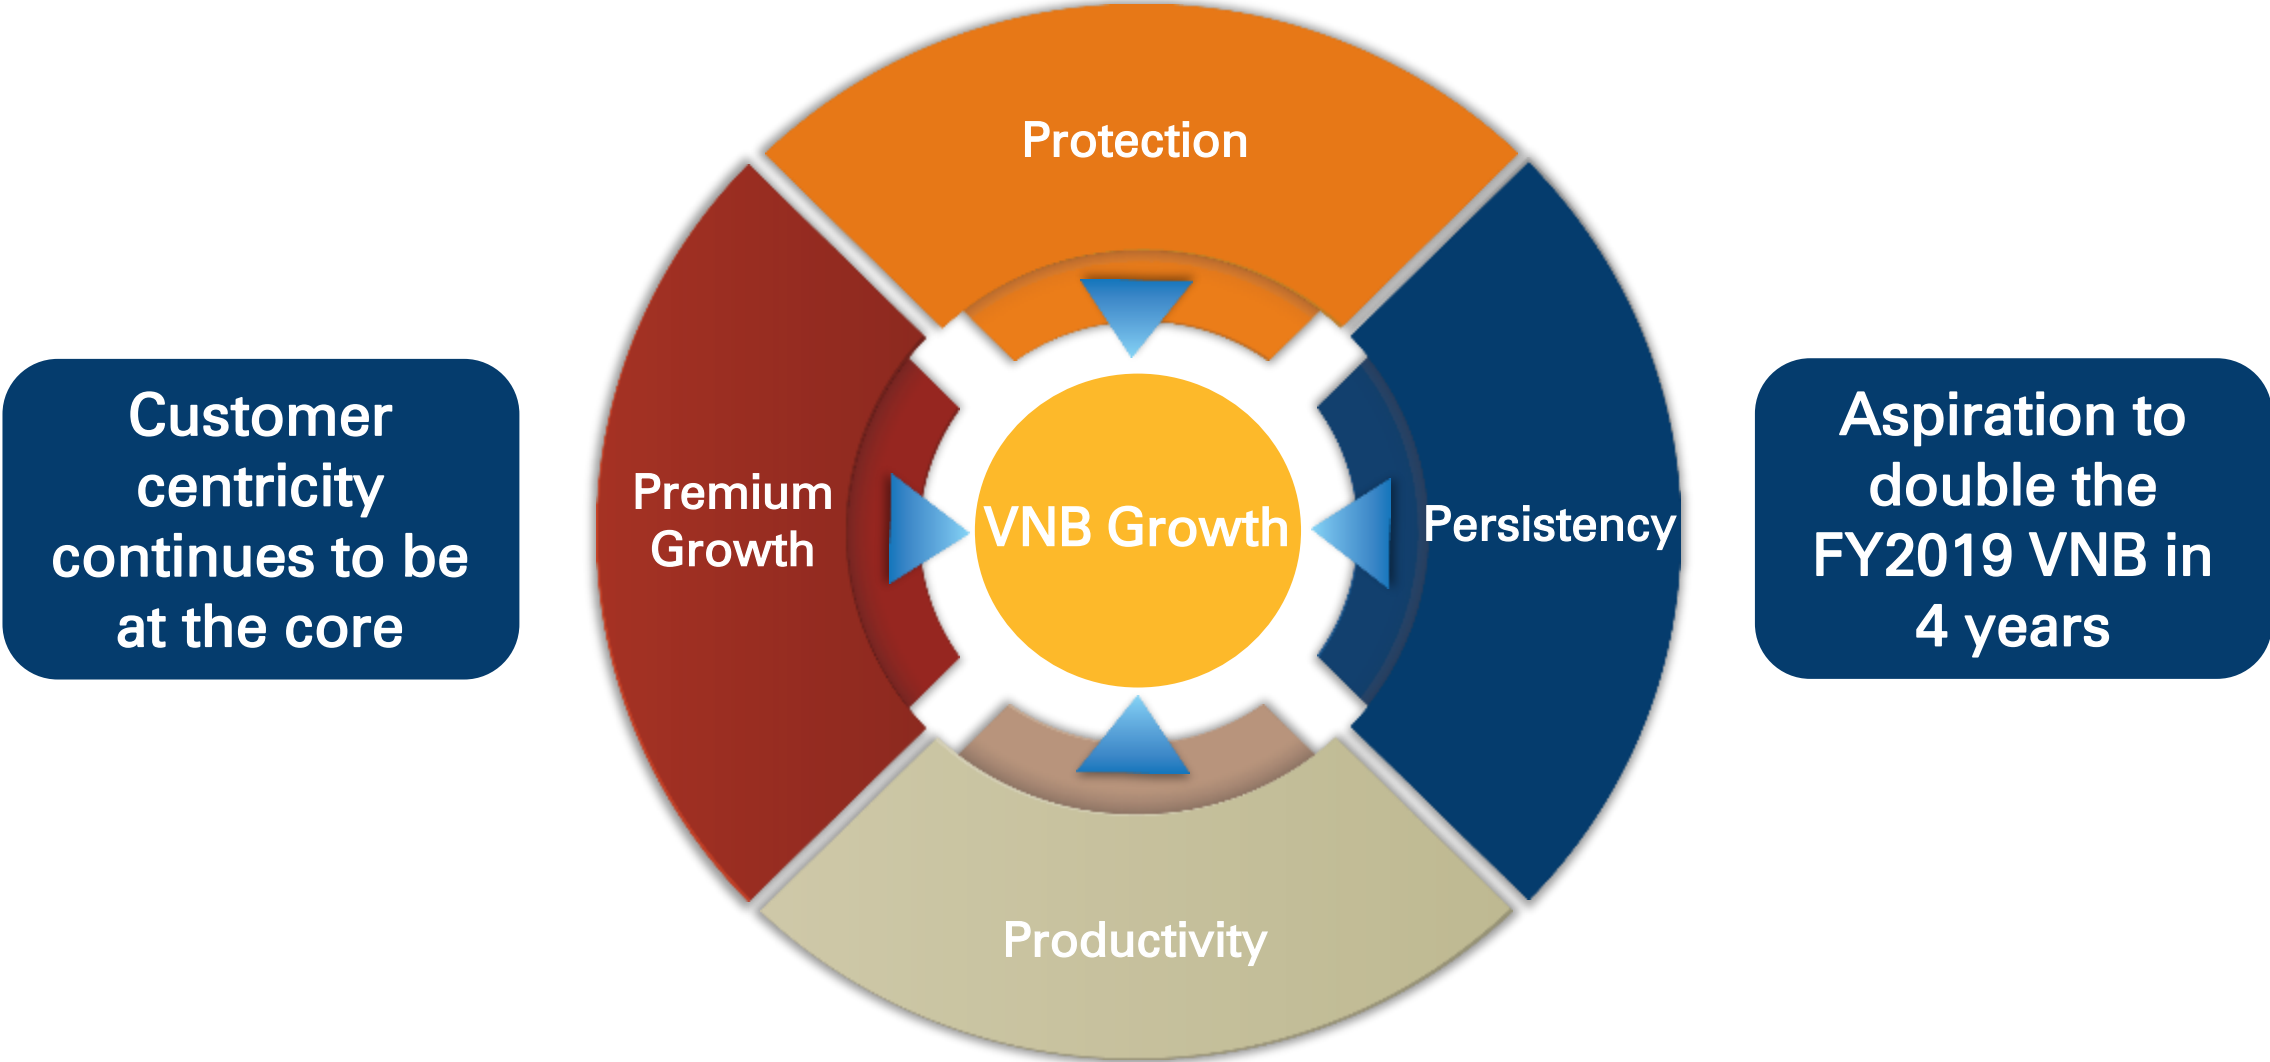 Customer
centricity
continues to be
at the core
Protection
Premium
Growth
VNB Growth
Persistency
Productivity
Aspiration to
double the
FY2019 VNB in
4 years